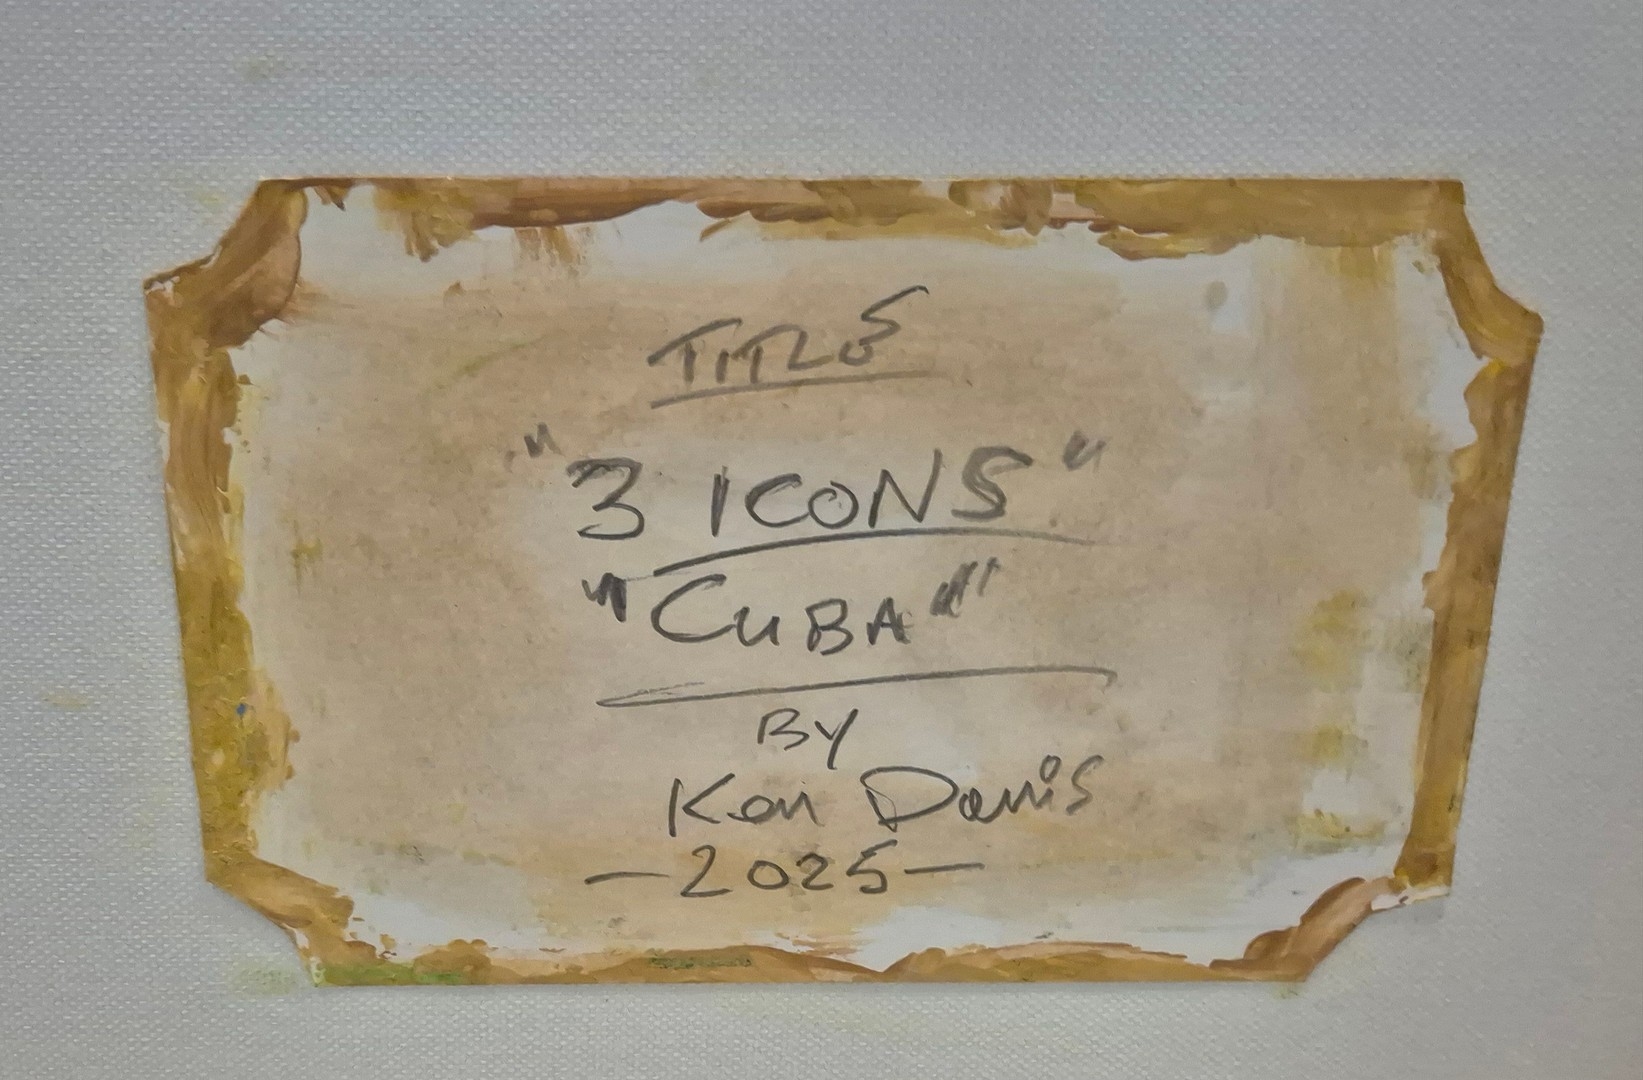 TITLE
"3 ICONS"
"CUBA"
BY
Ken Davis
-2025-